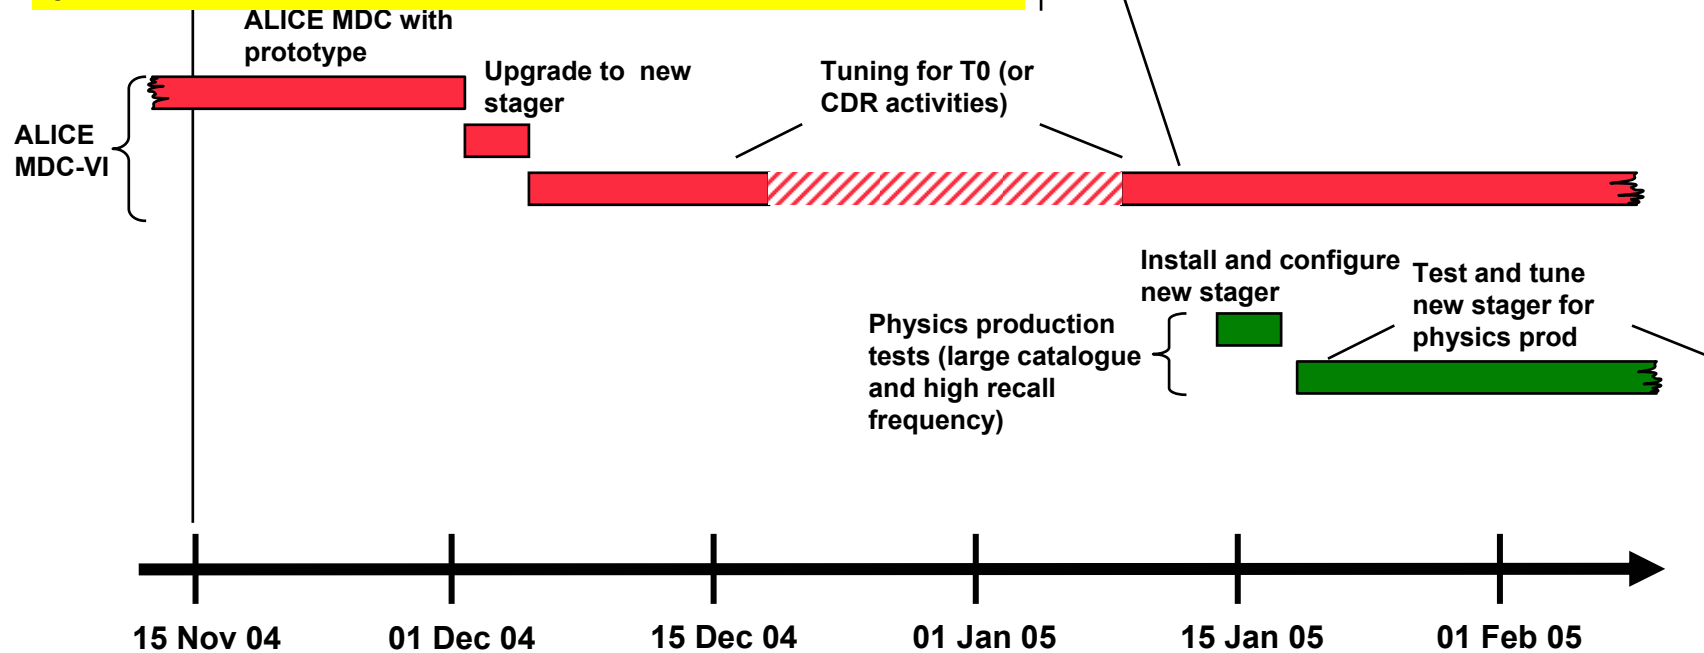 ALICE MDC with
prototype
Upgrade to new
stager
Tuning for T0 (or
CDR activities)
ALICE
MDC-VI
Install and configure
new stager
Test and tune
new stager for
physics prod
Physics production
tests (large catalogue
and high recall
frequency)
15 Nov 04
01 Dec 04
15 Dec 04
01 Jan 05
15 Jan 05
01 Feb 05